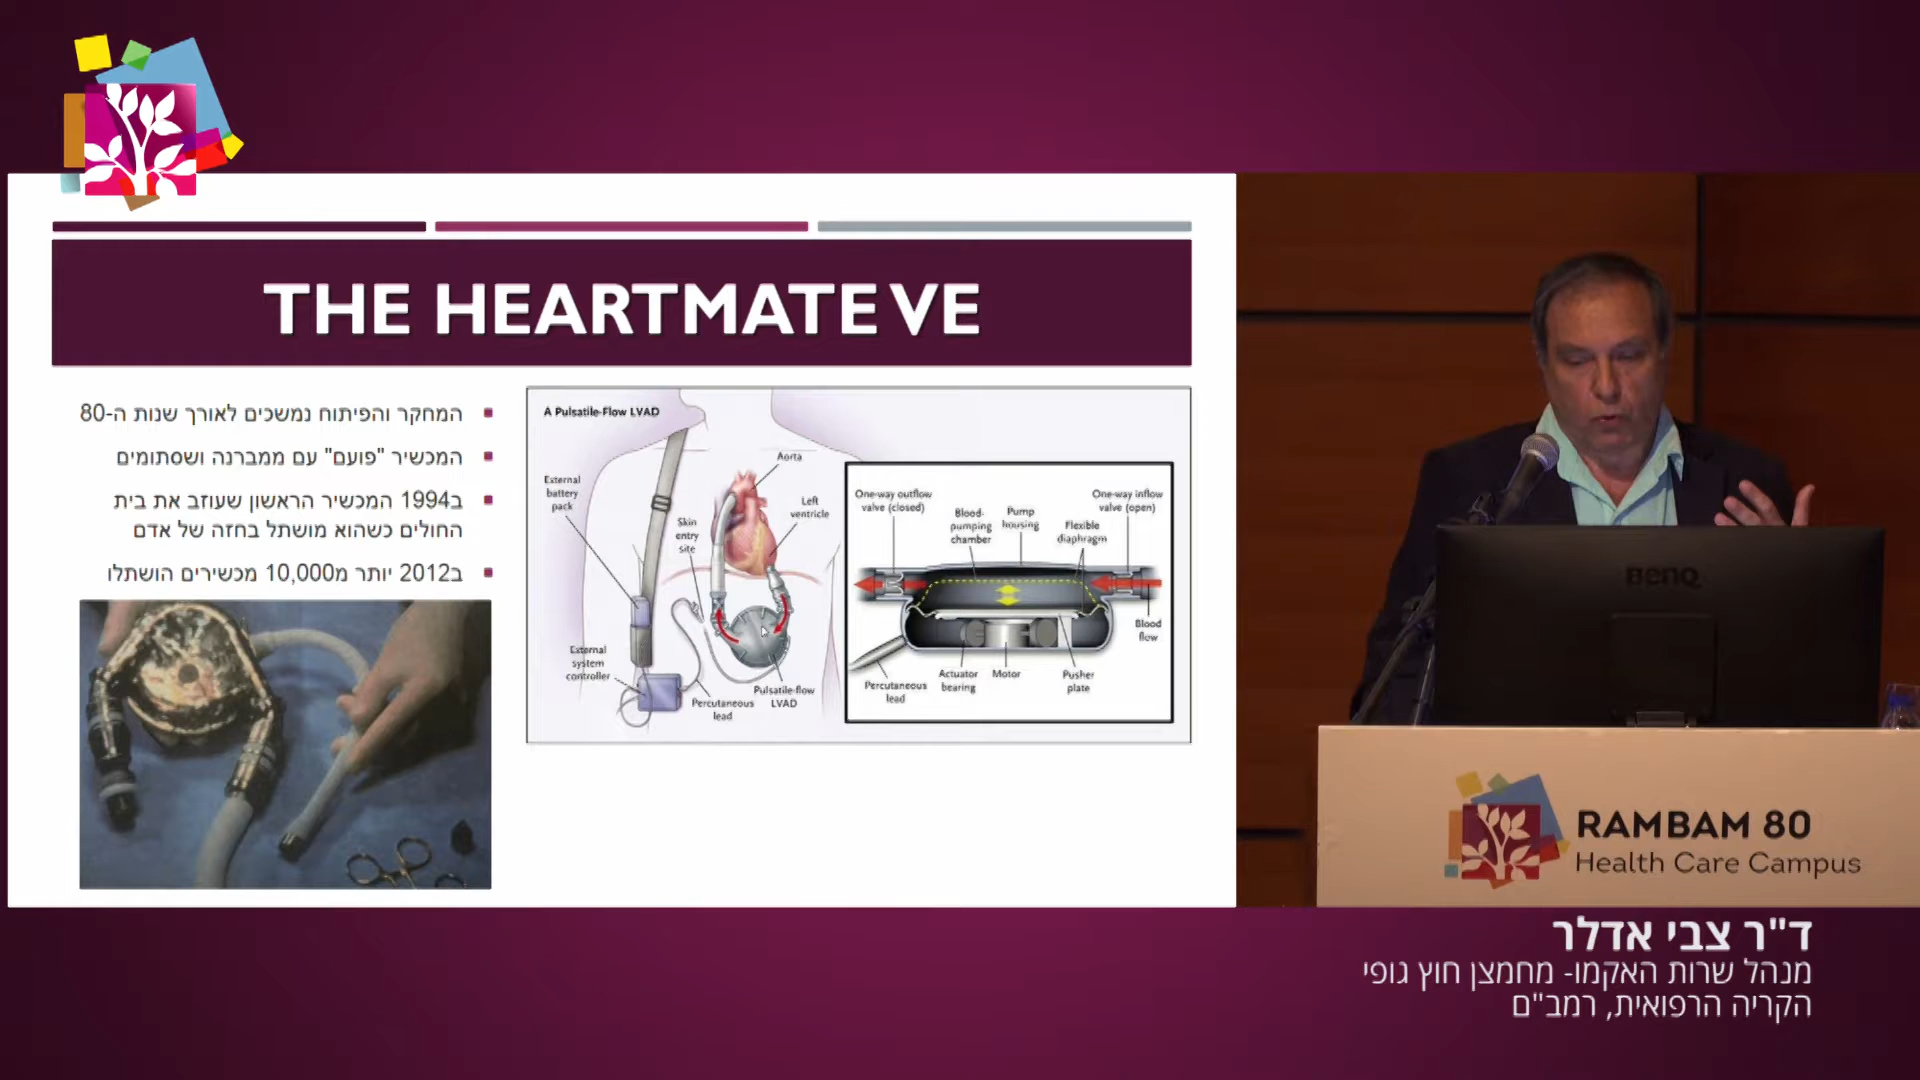 THE HEARTMATE VE
המחקר והפיתוח נמשכים לאורך שנות ה-80
המכשיר "פועם" עם ממברנה ושסתומים
ב1994 המכשיר הראשון שעוזב את בית
החולים כשהוא מושתל בחזה של אדם
ב2012 יותר מ10,000 מכשירים הושתלו
A Pulsatile-Flow LVAD
External
battery
pack
Skin
entry
site
Aorta
Left
ventricle
External
system
controller
Percutaneous
lead
Pulsatile-flow
LVAD
One-way outflow
valve (closed)
Blood-
pumping
chamber
Pump
housing
Flexible
diaphragm
One-way inflow
valve (open)
Blood
flow
Percutaneous
lead
Actuator
bearing
Motor
Pusher
plate
BenQ
RAMBAM 80
Health Care Campus
ד"ר צבי אדלר
מנהל שרות האקמו- מחמצן חוץ גופי
הקריה הרפואית, רמב"ם